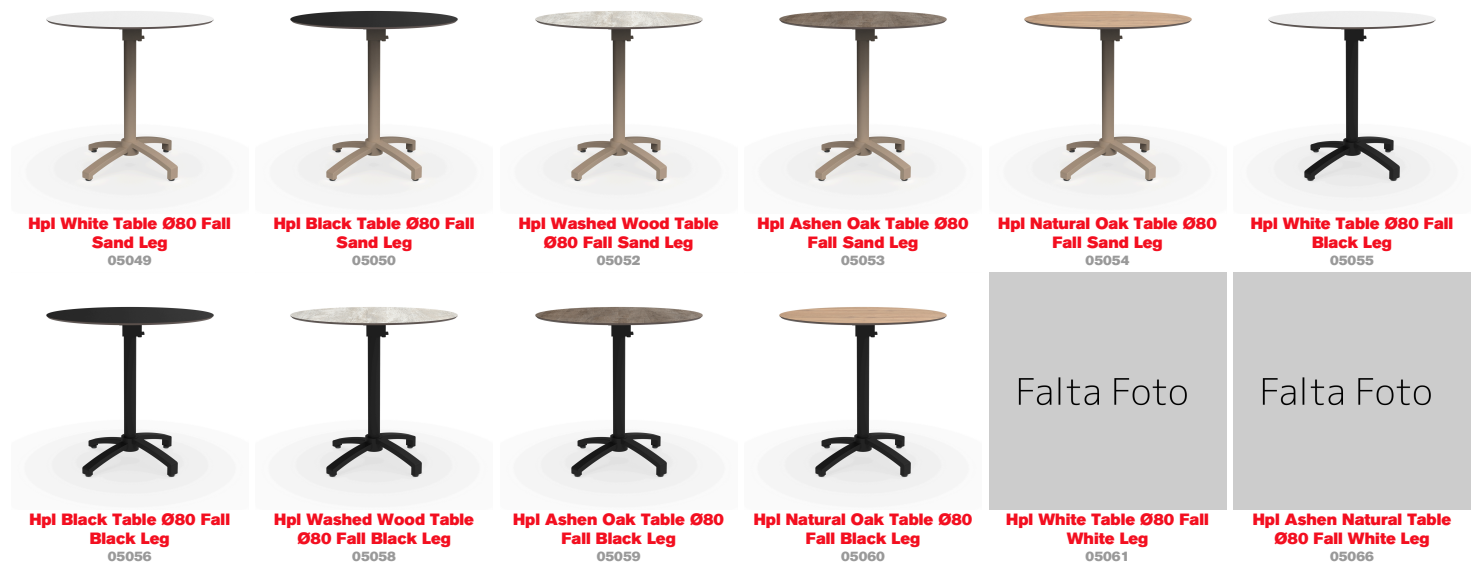 Hpl White Table Ø80 Fall
Sand Leg
05049
Hpl Black Table Ø80 Fall
Sand Leg
05050
Hpl Washed Wood Table
Ø80 Fall Sand Leg
05052
Hpl Ashen Oak Table Ø80
Fall Sand Leg
05053
Hpl Natural Oak Table Ø80
Fall Sand Leg
05054
Hpl White Table Ø80 Fall
Black Leg
05055
Hpl Black Table Ø80 Fall
Black Leg
05056
Hpl Washed Wood Table
Ø80 Fall Black Leg
05058
Hpl Ashen Oak Table Ø80
Fall Black Leg
05059
Hpl Natural Oak Table Ø80
Fall Black Leg
05060
Falta Foto
Hpl White Table Ø80 Fall
White Leg
05061
Falta Foto
Hpl Ashen Natural Table
Ø80 Fall White Leg
05066